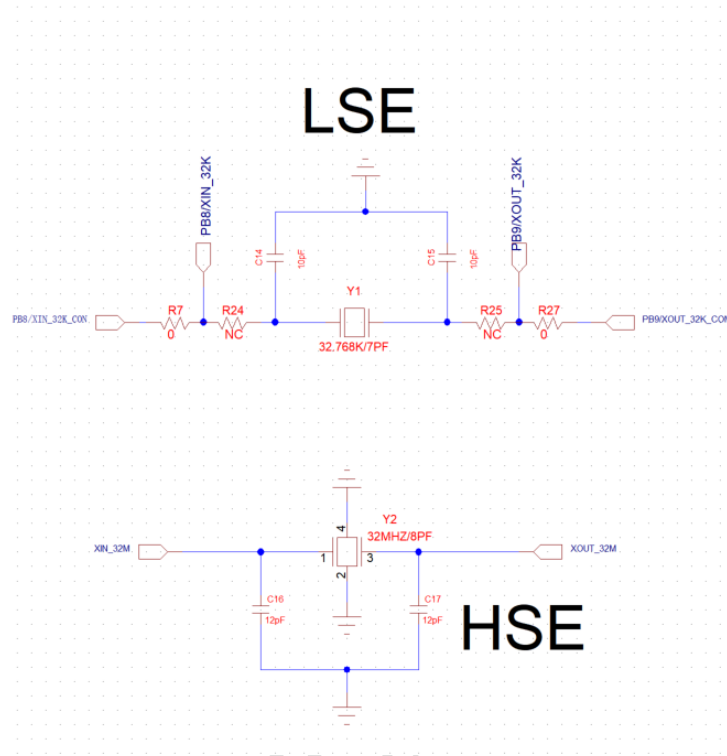 LSE
PB8/XIN_32K
PB9/XOUT_32K
C14
10pF
C15
10pF
Y1
PB8/XIN_32K_CON
R7
0
R24
NC
32.768K/7PF
R25
NC
R27
0
PB9/XOUT_32K_CON
Y2
32MHZ/8PF
4
XIN_32M
1
3
XOUT_32M
2
C16
12pF
C17
12pF
HSE